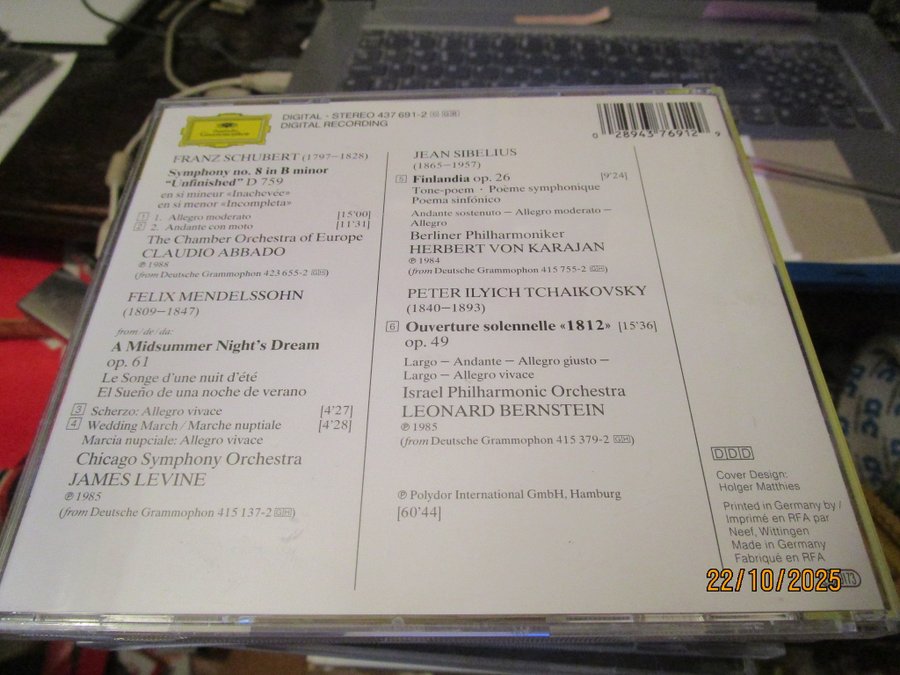 Deutsche
Grammophon
DIGITAL · STEREO 437 691-2 GH
DIGITAL RECORDING
0 28943 76912 9
FRANZ SCHUBERT (1797–1828)
Symphony no. 8 in B minor
"Unfinished" D 759
en si mineur «Inachevée»
en si menor «Incompleta»
1 1. Allegro moderato [15'00]
2 2. Andante con moto [11'31]
The Chamber Orchestra of Europe
CLAUDIO ABBADO
℗ 1988
(from Deutsche Grammophon 423 655-2 GH)
FELIX MENDELSSOHN
(1809–1847)
from/de/da:
A Midsummer Night's Dream
op. 61
Le Songe d'une nuit d'été
El Sueño de una noche de verano
3 Scherzo: Allegro vivace [4'27]
4 Wedding March / Marche nuptiale [4'28]
Marcia nupciale: Allegro vivace
Chicago Symphony Orchestra
JAMES LEVINE
℗ 1985
(from Deutsche Grammophon 415 137-2 GH)
JEAN SIBELIUS
(1865–1957)
5 Finlandia op. 26 [9'24]
Tone-poem · Poème symphonique
Poema sinfónico
Andante sostenuto – Allegro moderato –
Allegro
Berliner Philharmoniker
HERBERT VON KARAJAN
℗ 1984
(from Deutsche Grammophon 415 755-2 GH)
PETER ILYICH TCHAIKOVSKY
(1840–1893)
6 Ouverture solennelle «1812» [15'36]
op. 49
Largo – Andante – Allegro giusto –
Largo – Allegro vivace
Israel Philharmonic Orchestra
LEONARD BERNSTEIN
℗ 1985
(from Deutsche Grammophon 415 379-2 GH)
℗ Polydor International GmbH, Hamburg
[60'44]
DDD
Cover Design:
Holger Matthies
Printed in Germany by /
Imprimé en RFA par
Neef, Wittingen
Made in Germany
Fabriqué en RFA
22/10/2025